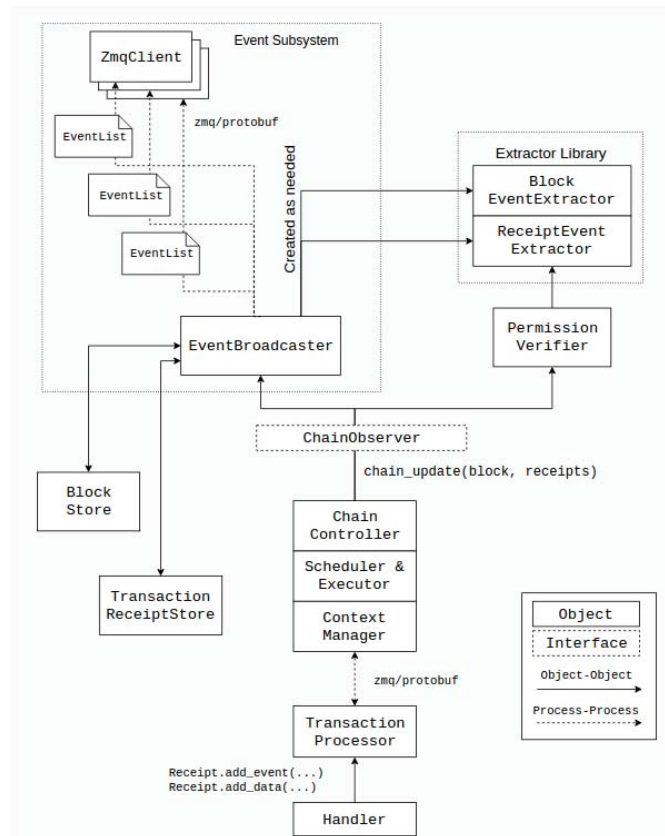 Event Subsystem
ZmqClient
zmq/protobuf
EventList
EventList
EventList
Created as needed
Extractor Library
Block
EventExtractor
ReceiptEvent
Extractor
EventBroadcaster
Permission
Verifier
ChainObserver
chain_update(block, receipts)
Block
Store
Chain
Controller
Scheduler &
Executor
Context
Manager
Transaction
ReceiptStore
zmq/protobuf
Transaction
Processor
Receipt.add_event(...)
Receipt.add_data(...)
Handler
Object
Interface
Object-Object
Process-Process